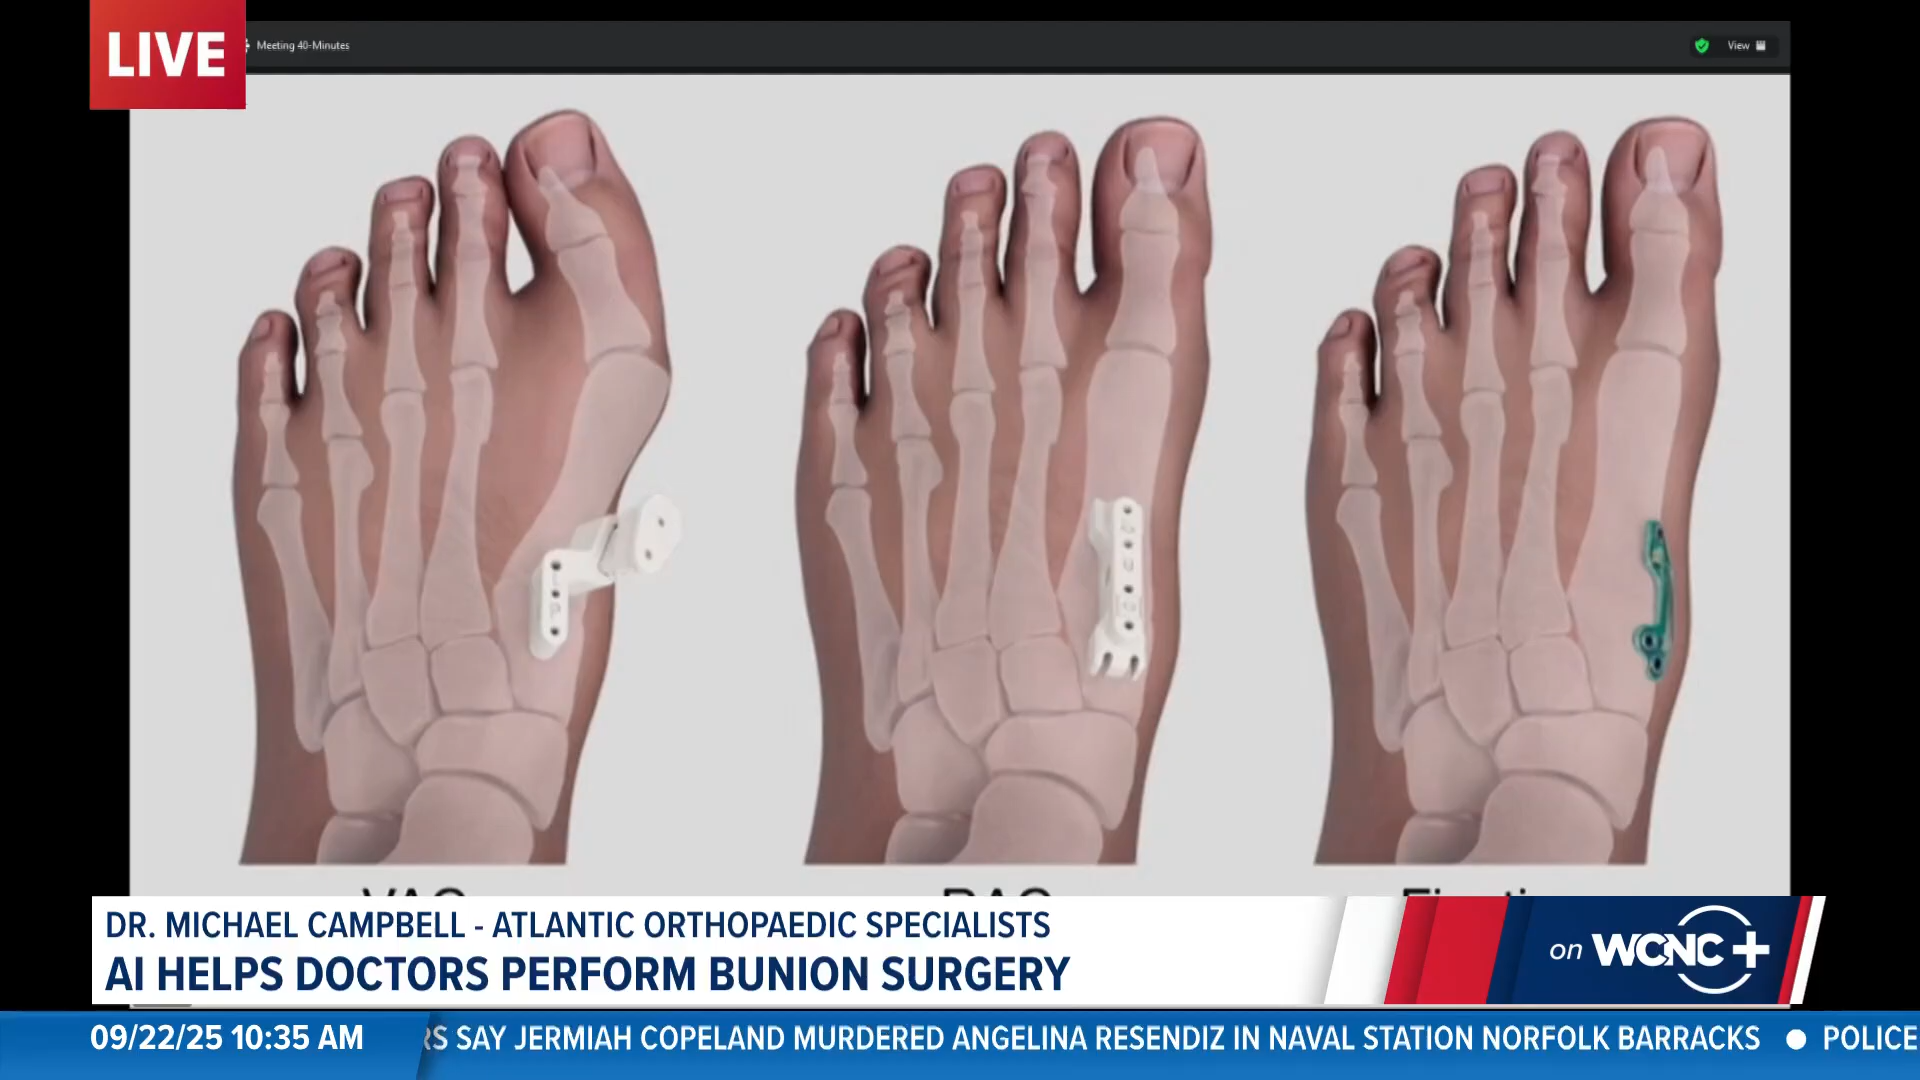 LIVE
Meeting 40-Minutes
View
DR. MICHAEL CAMPBELL - ATLANTIC ORTHOPAEDIC SPECIALISTS
AI HELPS DOCTORS PERFORM BUNION SURGERY
on WCNC+
09/22/25 10:35 AM
SAY JERMIAH COPELAND MURDERED ANGELINA RESENDIZ IN NAVAL STATION NORFOLK BARRACKS ● POLICE